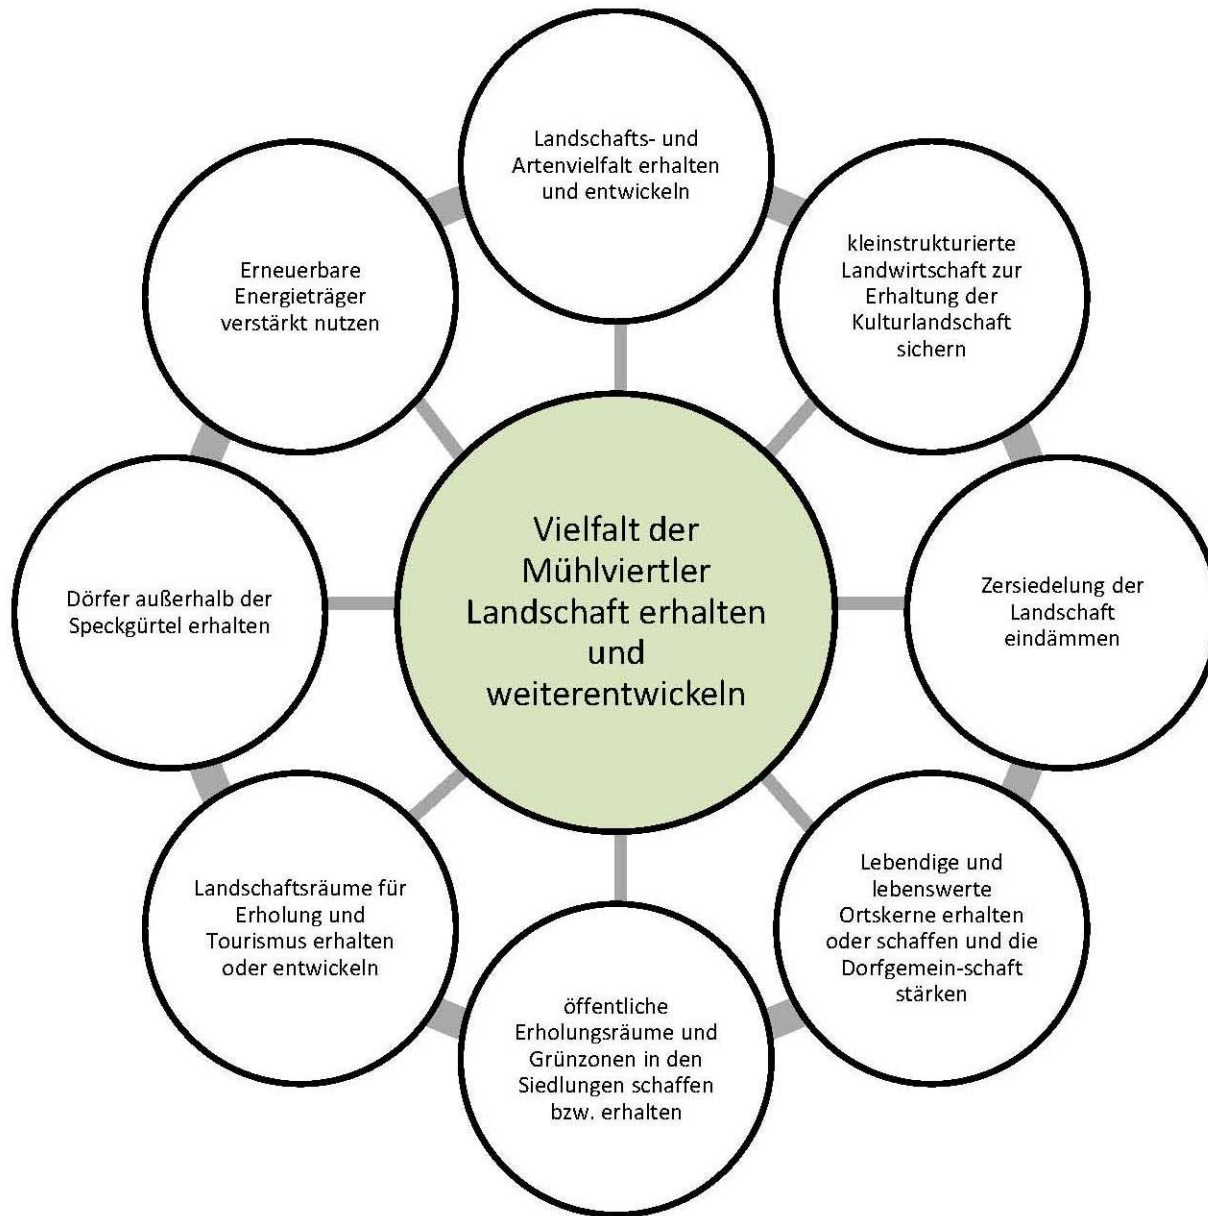 Landschafts- und
Artenvielfalt erhalten
und entwickeln
kleinstrukturierte
Landwirtschaft zur
Erhaltung der
Kulturlandschaft
sichern
Zersiedelung der
Landschaft
eindämmen
Lebendige und
lebenswerte
Ortskerne erhalten
oder schaffen und die
Dorfgemein-schaft
stärken
öffentliche
Erholungsräume und
Grünzonen in den
Siedlungen schaffen
bzw. erhalten
Landschaftsräume für
Erholung und
Tourismus erhalten
oder entwickeln
Dörfer außerhalb der
Speckgürtel erhalten
Erneuerbare
Energieträger
verstärkt nutzen
Vielfalt der
Mühlviertler
Landschaft erhalten
und
weiterentwickeln